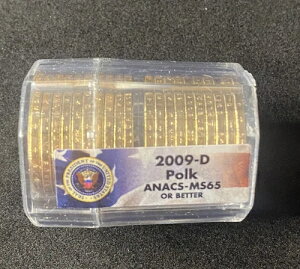 2009-D
Polk
ANACS-MS65
OR BETTER